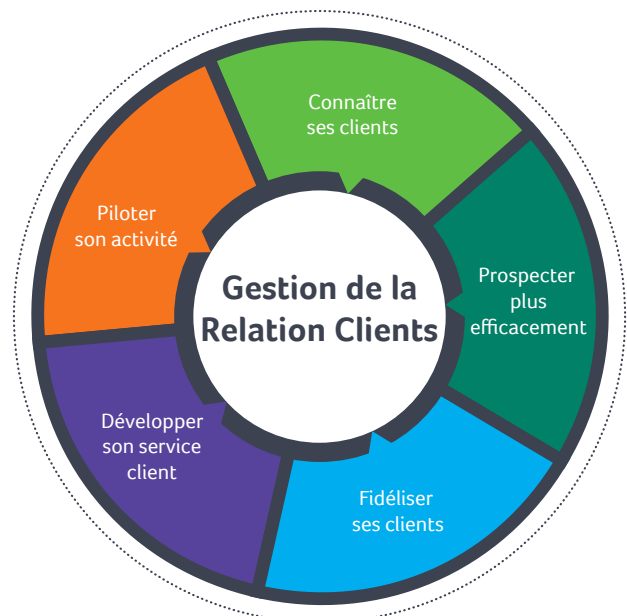 Connaître
ses clients
Piloter
son activité
Prospecter
plus
efficacement
Gestion de la
Relation Clients
Développer
son service
client
Fidéliser
ses clients